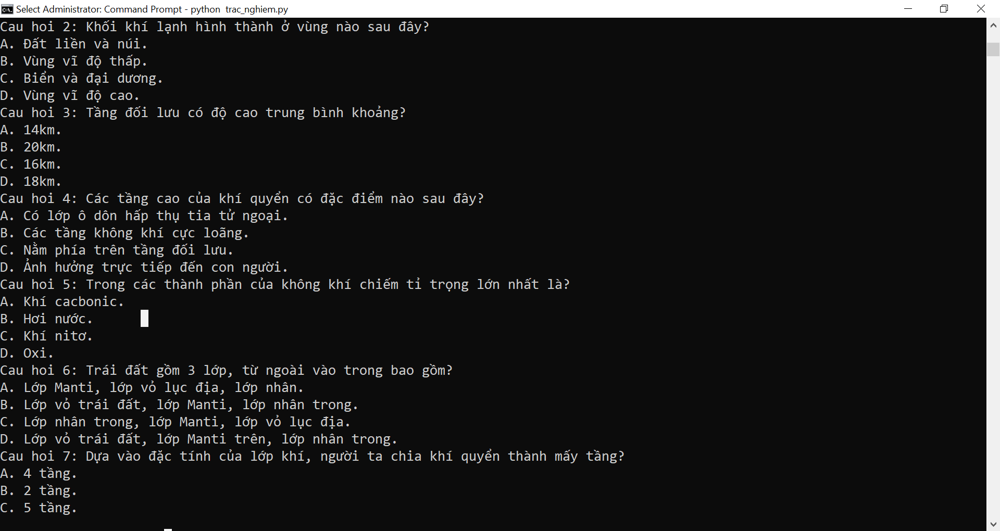 Select Administrator: Command Prompt - python  trac_nghiem.py
Cau hoi 2: Khối khí lạnh hình thành ở vùng nào sau đây?
A. Đất liền và núi.
B. Vùng vĩ độ thấp.
C. Biển và đại dương.
D. Vùng vĩ độ cao.
Cau hoi 3: Tầng đối lưu có độ cao trung bình khoảng?
A. 14km.
B. 20km.
C. 16km.
D. 18km.
Cau hoi 4: Các tầng cao của khí quyển có đặc điểm nào sau đây?
A. Có lớp ô dôn hấp thụ tia tử ngoại.
B. Các tầng không khí cực loãng.
C. Nằm phía trên tầng đối lưu.
D. Ảnh hưởng trực tiếp đến con người.
Cau hoi 5: Trong các thành phần của không khí chiếm tỉ trọng lớn nhất là?
A. Khí cacbonic.
B. Hơi nước.
C. Khí nitơ.
D. Oxi.
Cau hoi 6: Trái đất gồm 3 lớp, từ ngoài vào trong bao gồm?
A. Lớp Manti, lớp vỏ lục địa, lớp nhân.
B. Lớp vỏ trái đất, lớp Manti, lớp nhân trong.
C. Lớp nhân trong, lớp Manti, lớp vỏ lục địa.
D. Lớp vỏ trái đất, lớp Manti trên, lớp nhân trong.
Cau hoi 7: Dựa vào đặc tính của lớp khí, người ta chia khí quyển thành mấy tầng?
A. 4 tầng.
B. 2 tầng.
C. 5 tầng.